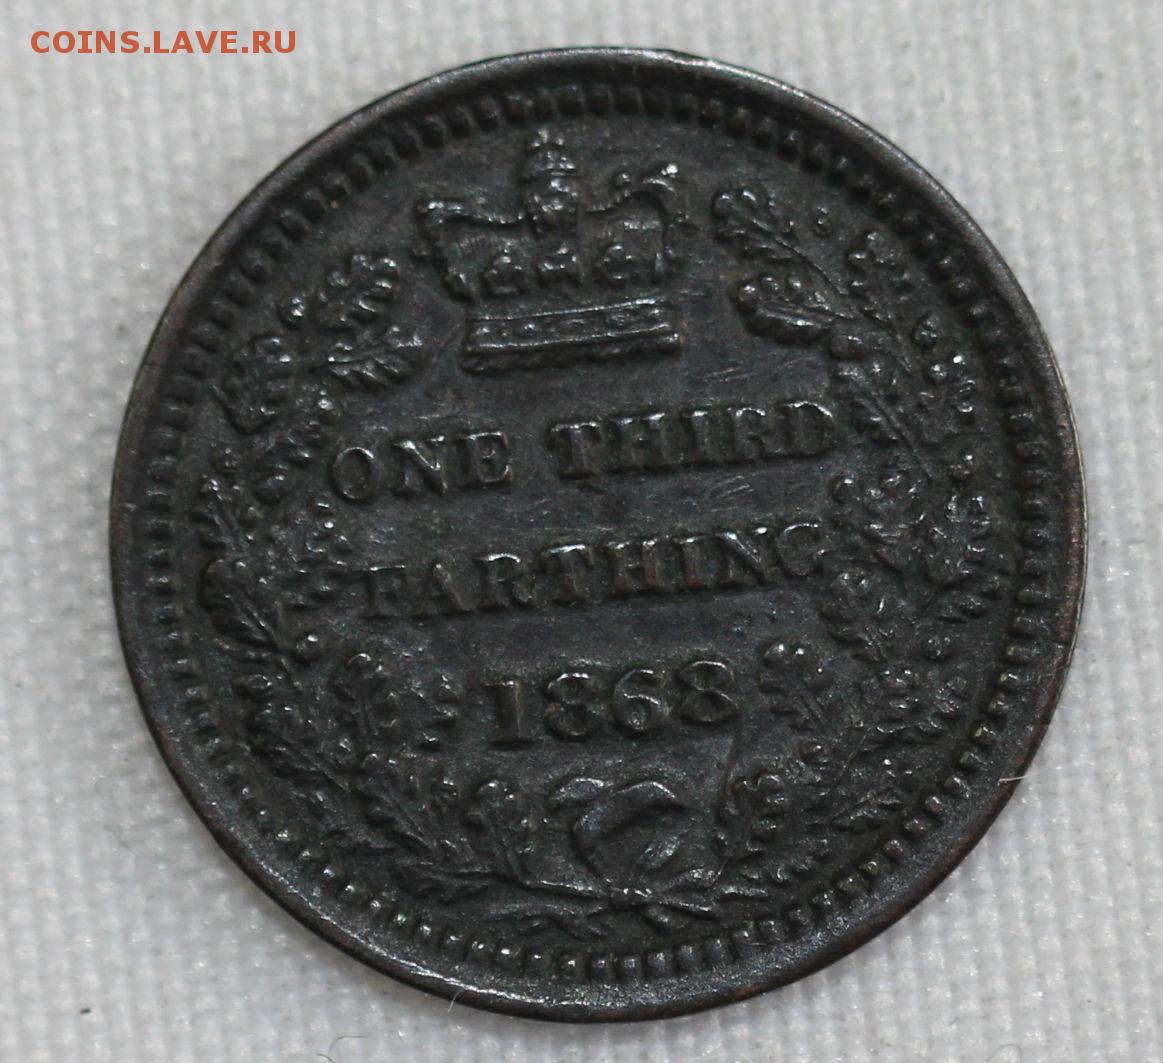 COINS.LAVE.RU
ONE THIRD
FARTHING
1868